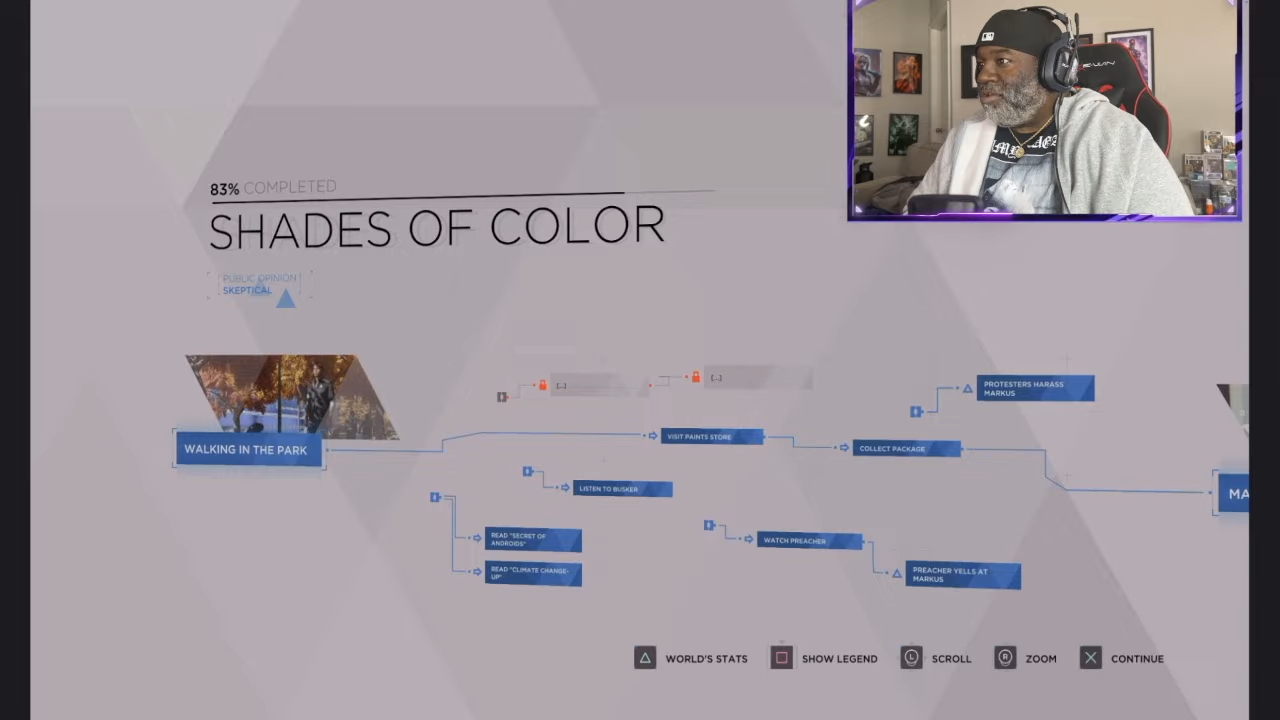 83% COMPLETED
SHADES OF COLOR
PUBLIC OPINION
SKEPTICAL
[...]
[...]
PROTESTERS HARASS
MARKUS
WALKING IN THE PARK
VISIT PAINTS STORE
COLLECT PACKAGE
LISTEN TO BUSKER
MA
READ "SECRET OF
ANDROIDS"
READ "CLIMATE CHANGE-
UP"
WATCH PREACHER
PREACHER YELLS AT
MARKUS
WORLD'S STATS
SHOW LEGEND
L
SCROLL
R
ZOOM
CONTINUE